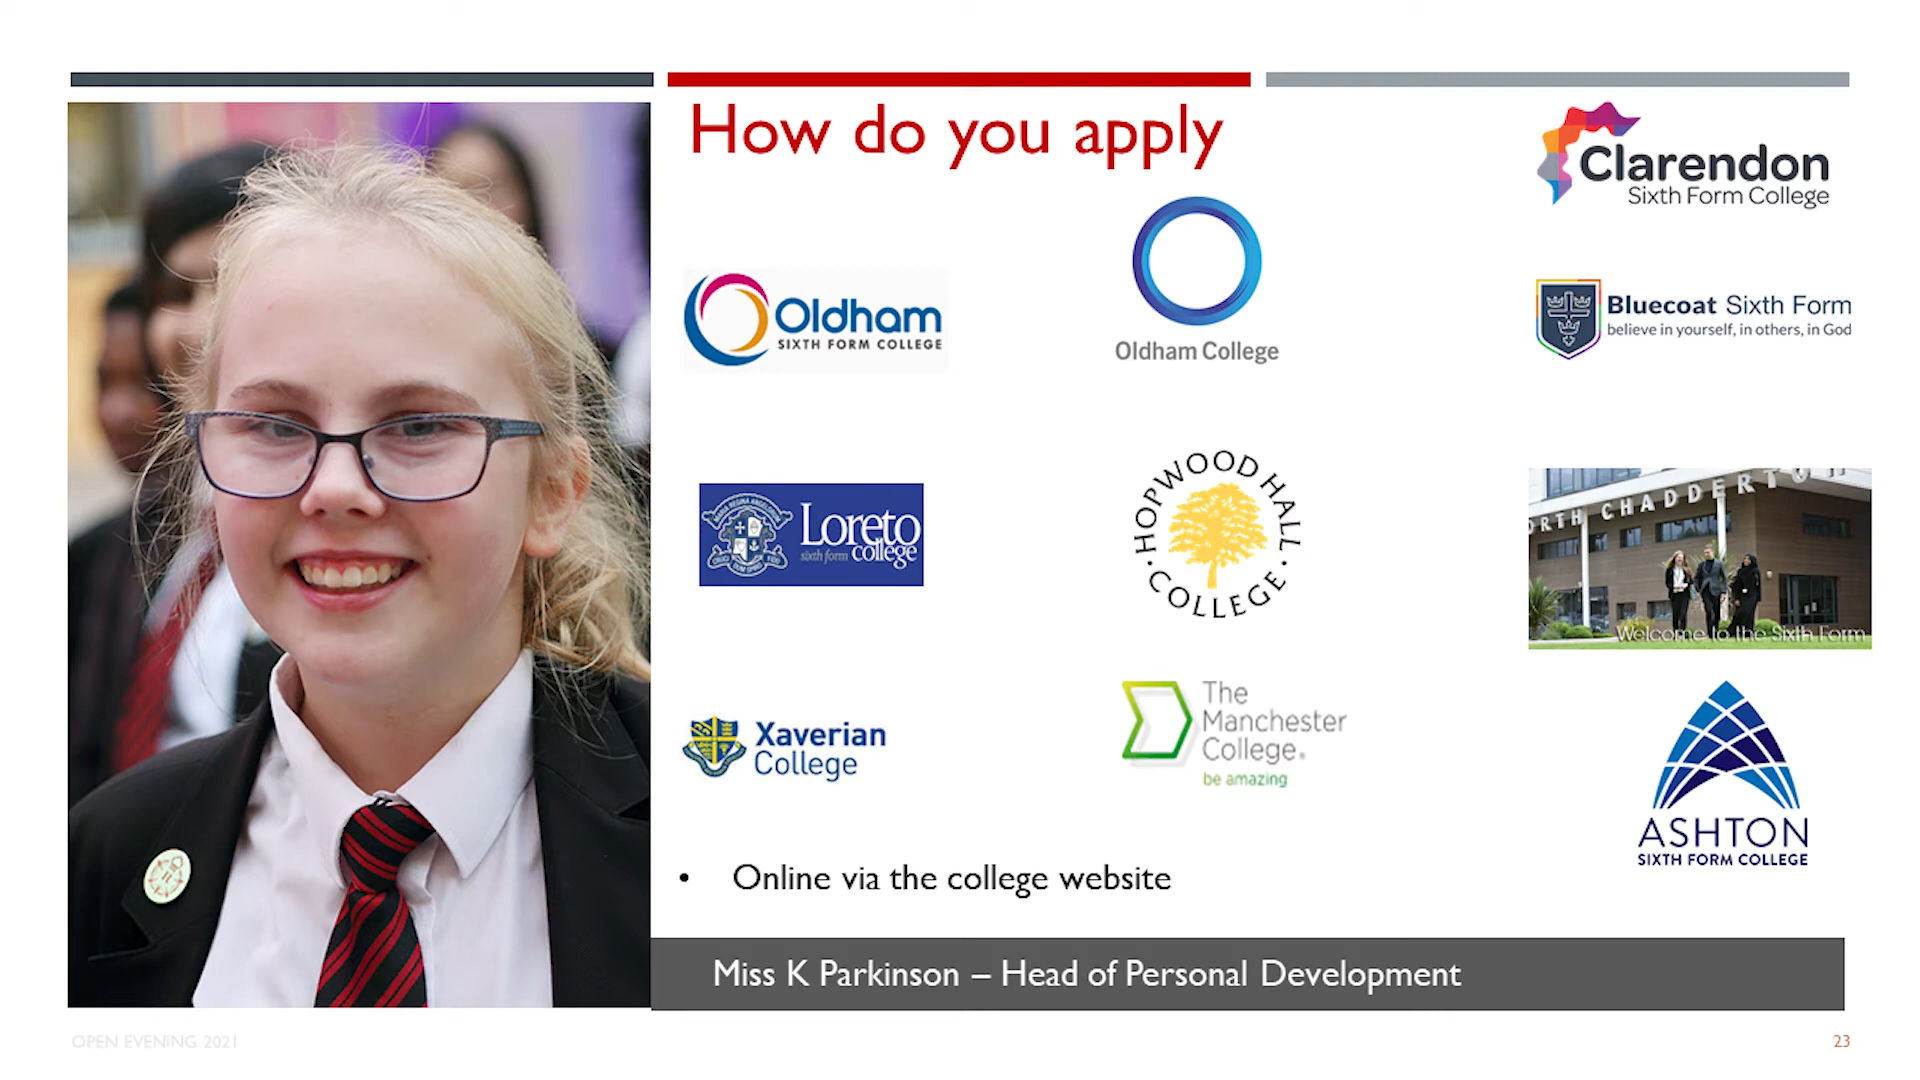 How do you apply
Clarendon
Sixth Form College
Oldham
SIXTH FORM COLLEGE
Oldham College
Bluecoat Sixth Form
believe in yourself, in others, in God
Loreto
sixth form college
HOPWOOD HALL
COLLEGE
ORTH CHADDERTON
Welcome to the Sixth Form
Xaverian
College
The
Manchester
College.
be amazing
ASHTON
SIXTH FORM COLLEGE
• Online via the college website
Miss K Parkinson – Head of Personal Development
OPEN EVENING 2021
23